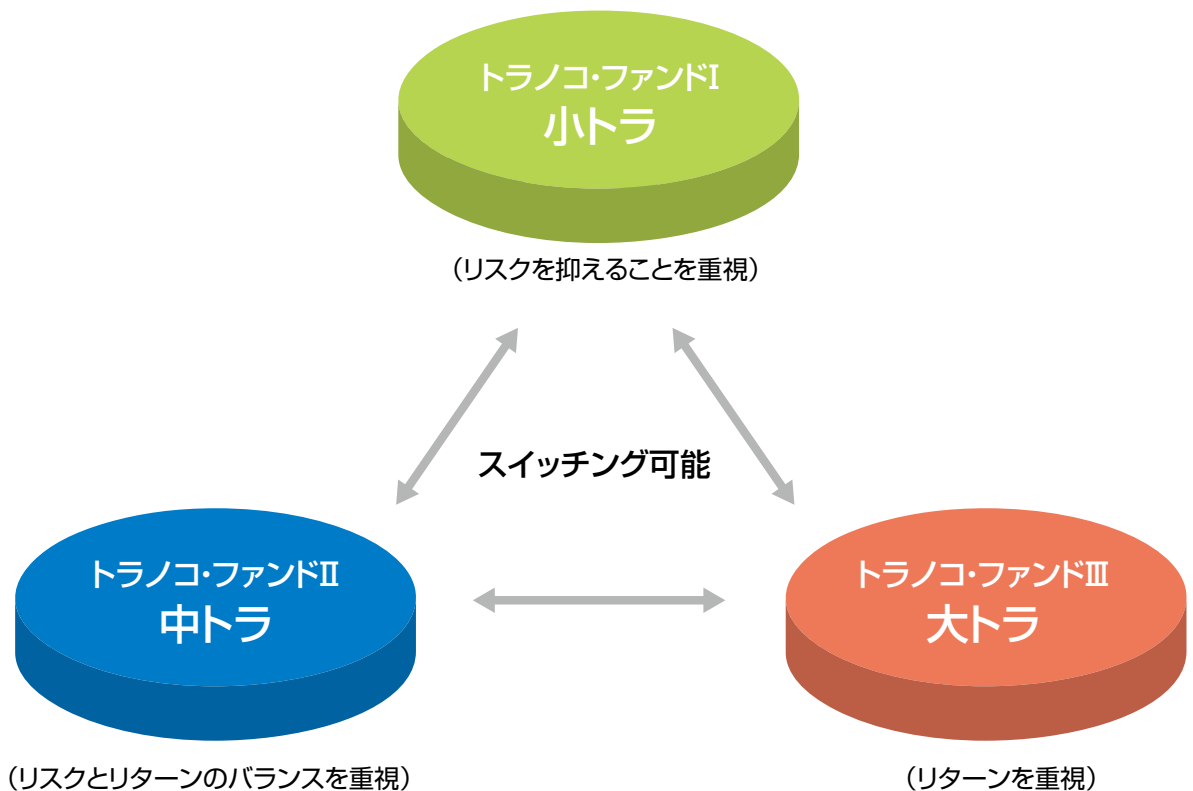 トラノコ・ファンドⅠ
小トラ
（リスクを抑えることを重視）
スイッチング可能
トラノコ・ファンドⅡ
中トラ
（リスクとリターンのバランスを重視）
トラノコ・ファンドⅢ
大トラ
（リターンを重視）